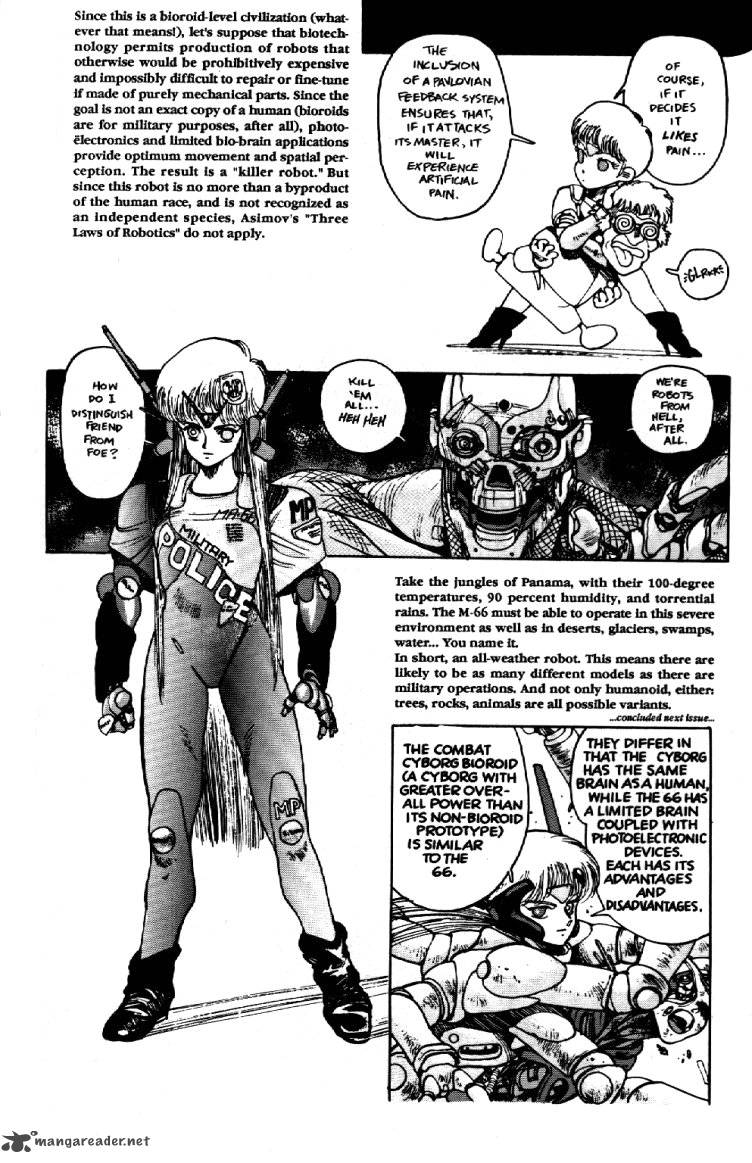 Since this is a bioroid-level civilization (what-
ever that means!), let's suppose that biotech-
nology permits production of robots that
otherwise would be prohibitively expensive
and impossibly difficult to repair or fine-tune
if made of purely mechanical parts. Since the
goal is not an exact copy of a human (bioroids
are for military purposes, after all), photo-
ëlectronics and limited bio-brain applications
provide optimum movement and spatial per-
ception. The result is a "killer robot." But
since this robot is no more than a byproduct
of the human race, and is not recognized as
an independent species, Asimov's "Three
Laws of Robotics" do not apply.
THE
INCLUSION
OF A PAVLOVIAN
FEEDBACK SYSTEM
ENSURES THAT,
IF IT ATTACKS
ITS MASTER, IT
WILL
EXPERIENCE
ARTIFICIAL
PAIN.
OF
COURSE,
IF IT
DECIDES
IT
LIKES
PAIN...
GLRKK
HOW
DO I
DISTINGUISH
FRIEND
FROM
FOE?
KILL
'EM
ALL...
HEH HEH
WE'RE
ROBOTS
FROM
HELL,
AFTER
ALL.
MP
MILITARY
POLICE
MP
Take the jungles of Panama, with their 100-degree
temperatures, 90 percent humidity, and torrential
rains. The M-66 must be able to operate in this severe
environment as well as in deserts, glaciers, swamps,
water... You name it.
In short, an all-weather robot. This means there are
likely to be as many different models as there are
military operations. And not only humanoid, either:
trees, rocks, animals are all possible variants.
...concluded next issue...
THE COMBAT
CYBORG BIOROID
(A CYBORG WITH
GREATER OVER-
ALL POWER THAN
ITS NON-BIOROID
PROTOTYPE)
IS SIMILAR
TO THE
66.
THEY DIFFER IN
THAT THE CYBORG
HAS THE SAME
BRAIN AS A HUMAN,
WHILE THE 66 HAS
A LIMITED BRAIN
COUPLED WITH
PHOTOELECTRONIC
DEVICES.
EACH HAS ITS
ADVANTAGES
AND
DISADVANTAGES.
mangareader.net